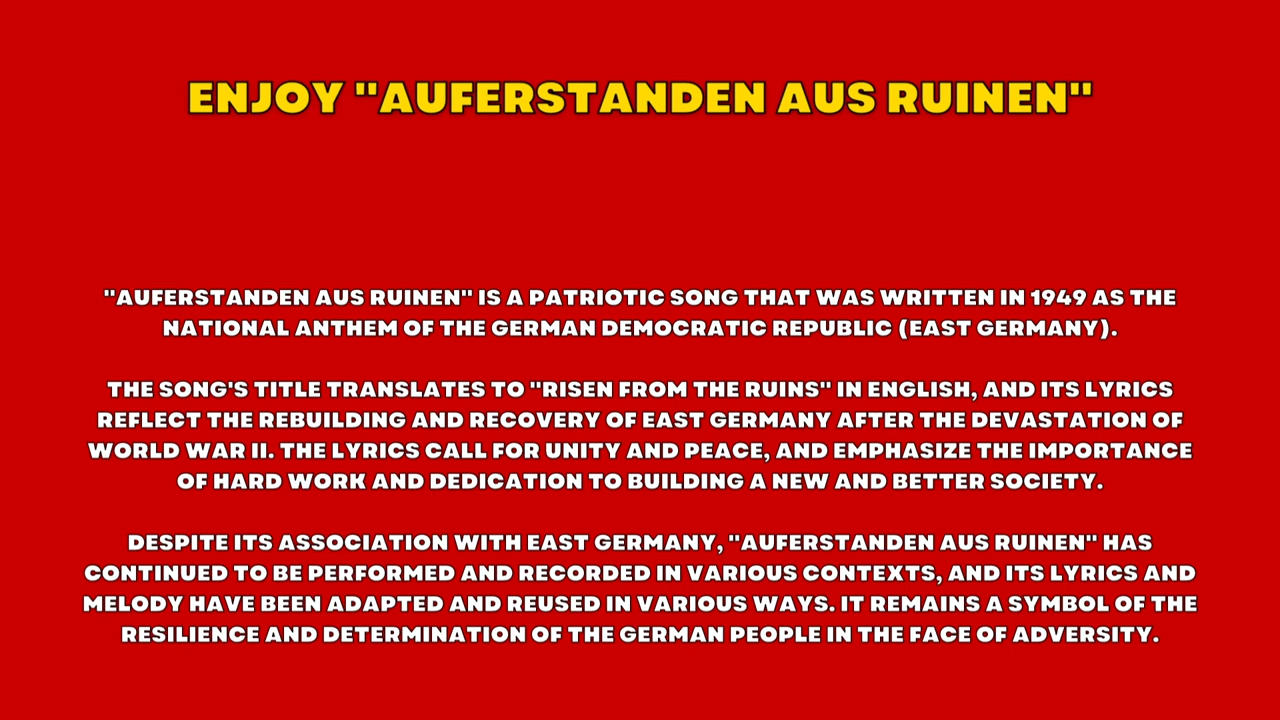 ENJOY "AUFERSTANDEN AUS RUINEN"
"AUFERSTANDEN AUS RUINEN" IS A PATRIOTIC SONG THAT WAS WRITTEN IN 1949 AS THE
NATIONAL ANTHEM OF THE GERMAN DEMOCRATIC REPUBLIC (EAST GERMANY).
THE SONG'S TITLE TRANSLATES TO "RISEN FROM THE RUINS" IN ENGLISH, AND ITS LYRICS
REFLECT THE REBUILDING AND RECOVERY OF EAST GERMANY AFTER THE DEVASTATION OF
WORLD WAR II. THE LYRICS CALL FOR UNITY AND PEACE, AND EMPHASIZE THE IMPORTANCE
OF HARD WORK AND DEDICATION TO BUILDING A NEW AND BETTER SOCIETY.
DESPITE ITS ASSOCIATION WITH EAST GERMANY, "AUFERSTANDEN AUS RUINEN" HAS
CONTINUED TO BE PERFORMED AND RECORDED IN VARIOUS CONTEXTS, AND ITS LYRICS AND
MELODY HAVE BEEN ADAPTED AND REUSED IN VARIOUS WAYS. IT REMAINS A SYMBOL OF THE
RESILIENCE AND DETERMINATION OF THE GERMAN PEOPLE IN THE FACE OF ADVERSITY.